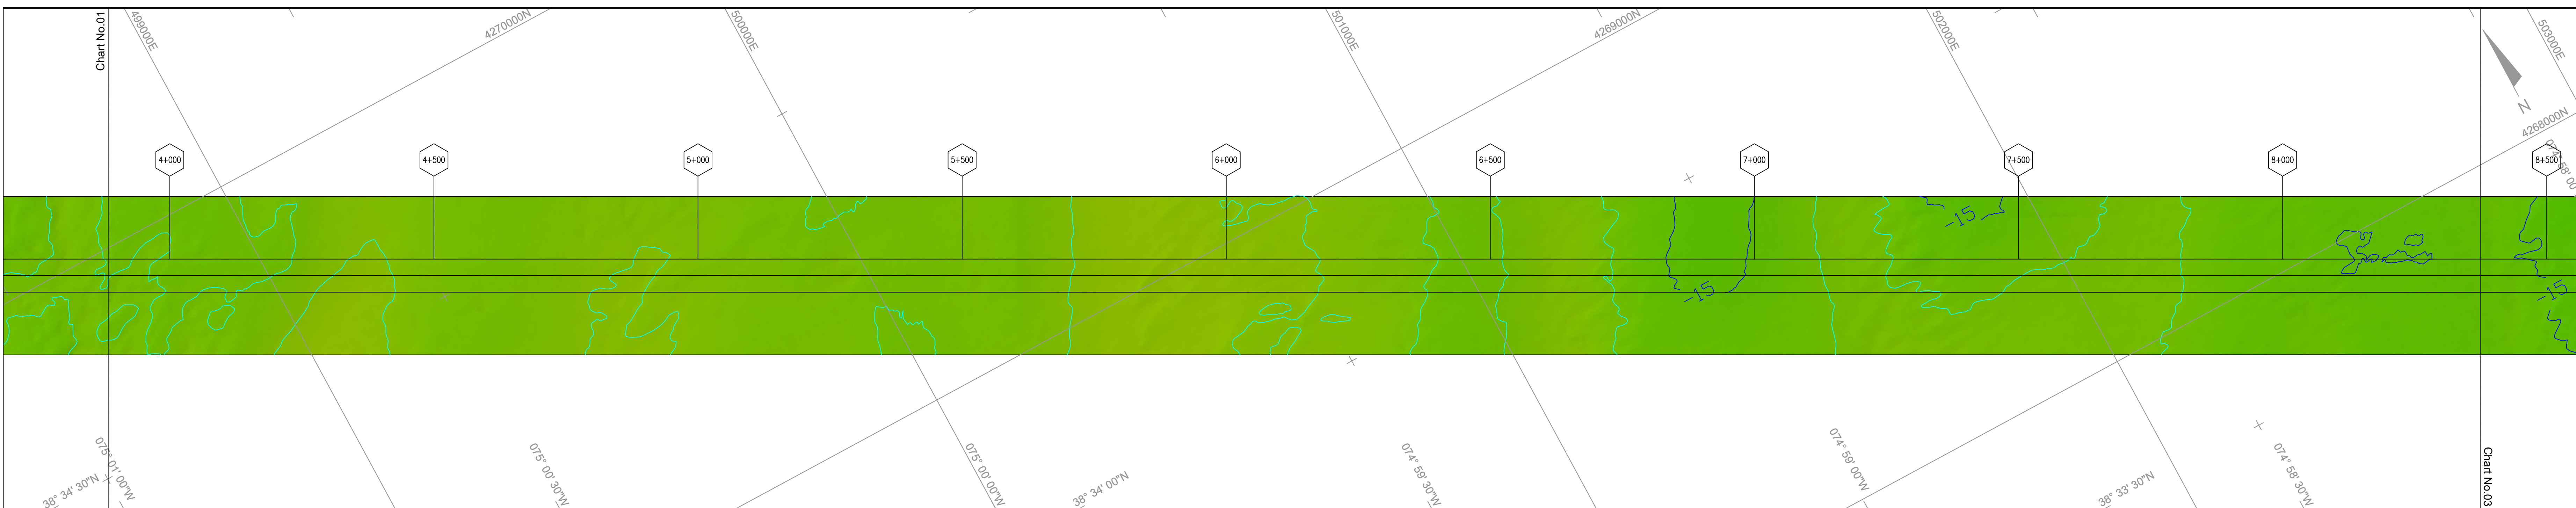 Chart No.01
499000E
4270000N
500000E
501000E
4269000N
502000E
503000E
N
4268000N
4+000
4+500
5+000
5+500
6+000
6+500
7+000
7+500
8+000
8+500
-15
-15
-15
075° 01' 00"W
38° 34' 30"N
075° 00' 30"W
075° 00' 00"W
38° 34' 00"N
074° 59' 30"W
074° 59' 00"W
38° 33' 30"N
074° 58' 30"W
Chart No.03